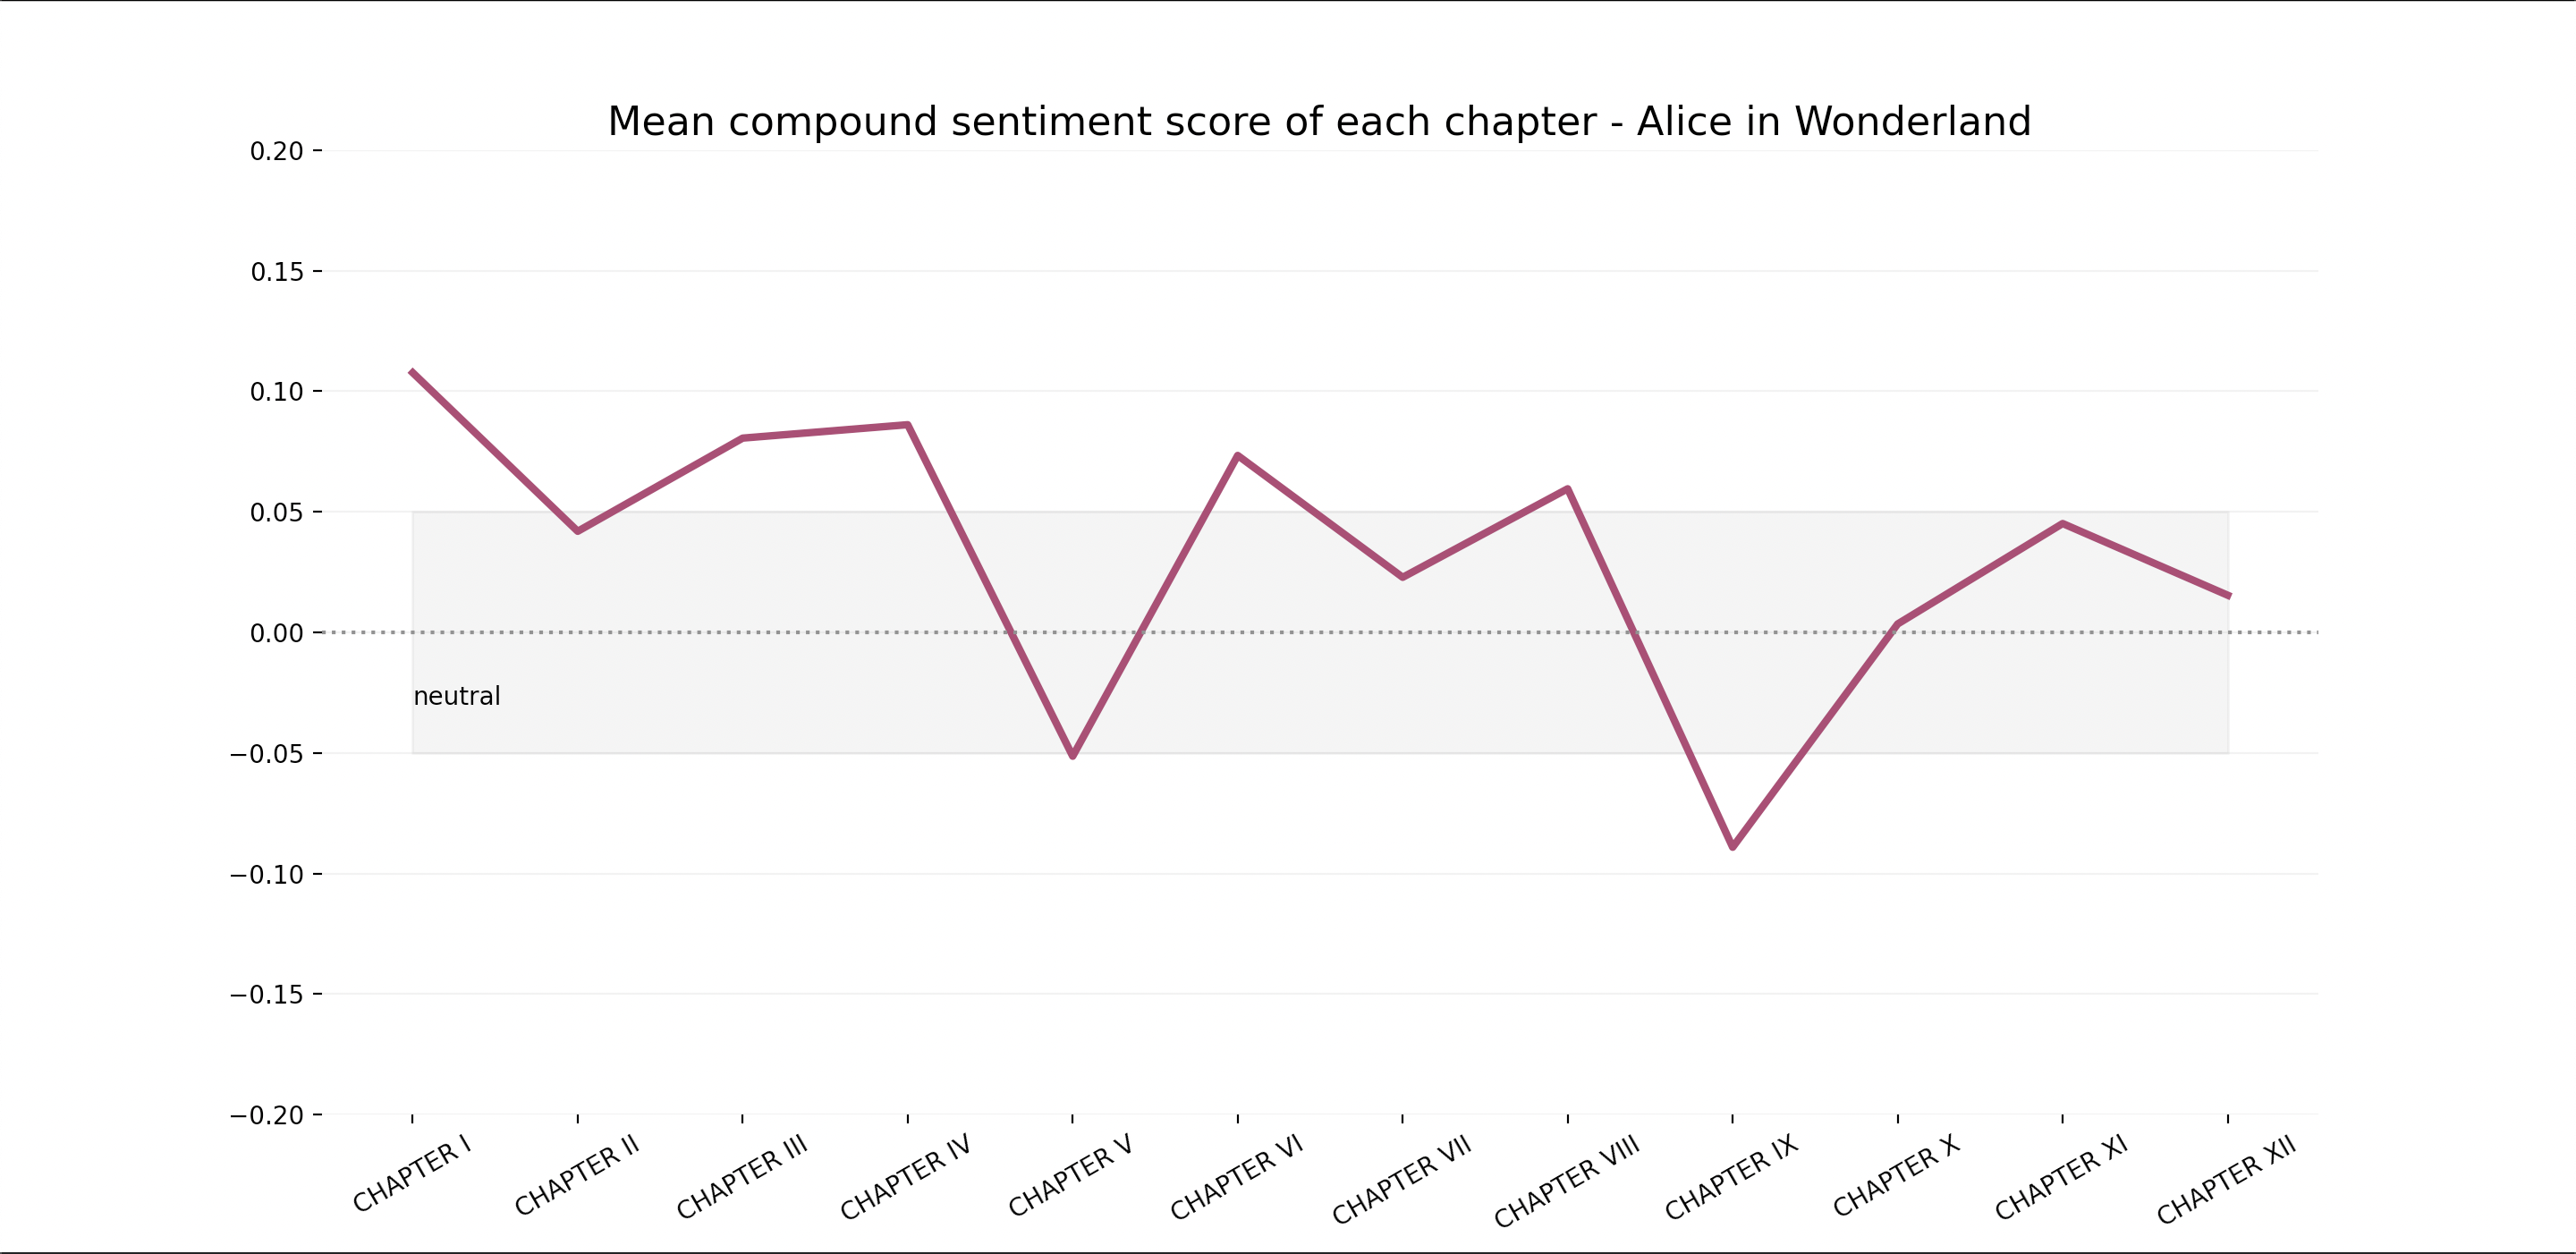 Mean compound sentiment score of each chapter - Alice in Wonderland
0.20
0.15
0.10
0.05
0.00
neutral
−0.05
−0.10
−0.15
−0.20
CHAPTER I
CHAPTER II
CHAPTER III
CHAPTER IV
CHAPTER V
CHAPTER VI
CHAPTER VII
CHAPTER VIII
CHAPTER IX
CHAPTER X
CHAPTER XI
CHAPTER XII